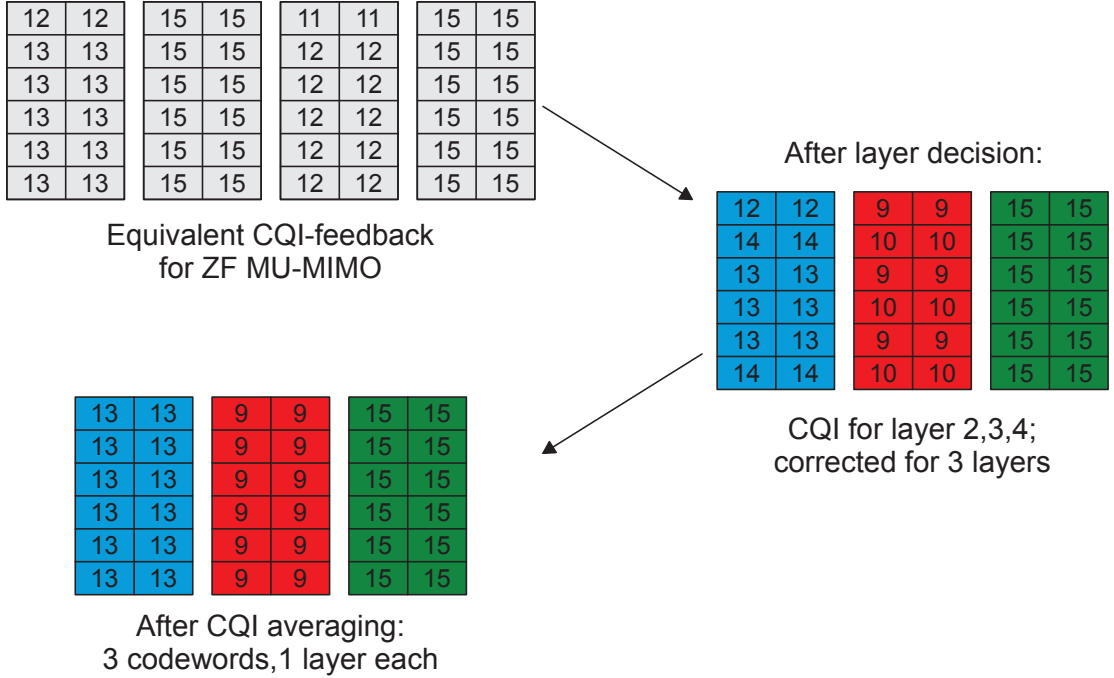 12 12 15 15 11 11 15 15
13 13 15 15 12 12 15 15
13 13 15 15 12 12 15 15
13 13 15 15 12 12 15 15
13 13 15 15 12 12 15 15
13 13 15 15 12 12 15 15
Equivalent CQI-feedback
for ZF MU-MIMO
After layer decision:
12 12 9 9 15 15
14 14 10 10 15 15
13 13 9 9 15 15
13 13 10 10 15 15
13 13 9 9 15 15
14 14 10 10 15 15
CQI for layer 2,3,4;
corrected for 3 layers
13 13 9 9 15 15
13 13 9 9 15 15
13 13 9 9 15 15
13 13 9 9 15 15
13 13 9 9 15 15
13 13 9 9 15 15
After CQI averaging:
3 codewords,1 layer each